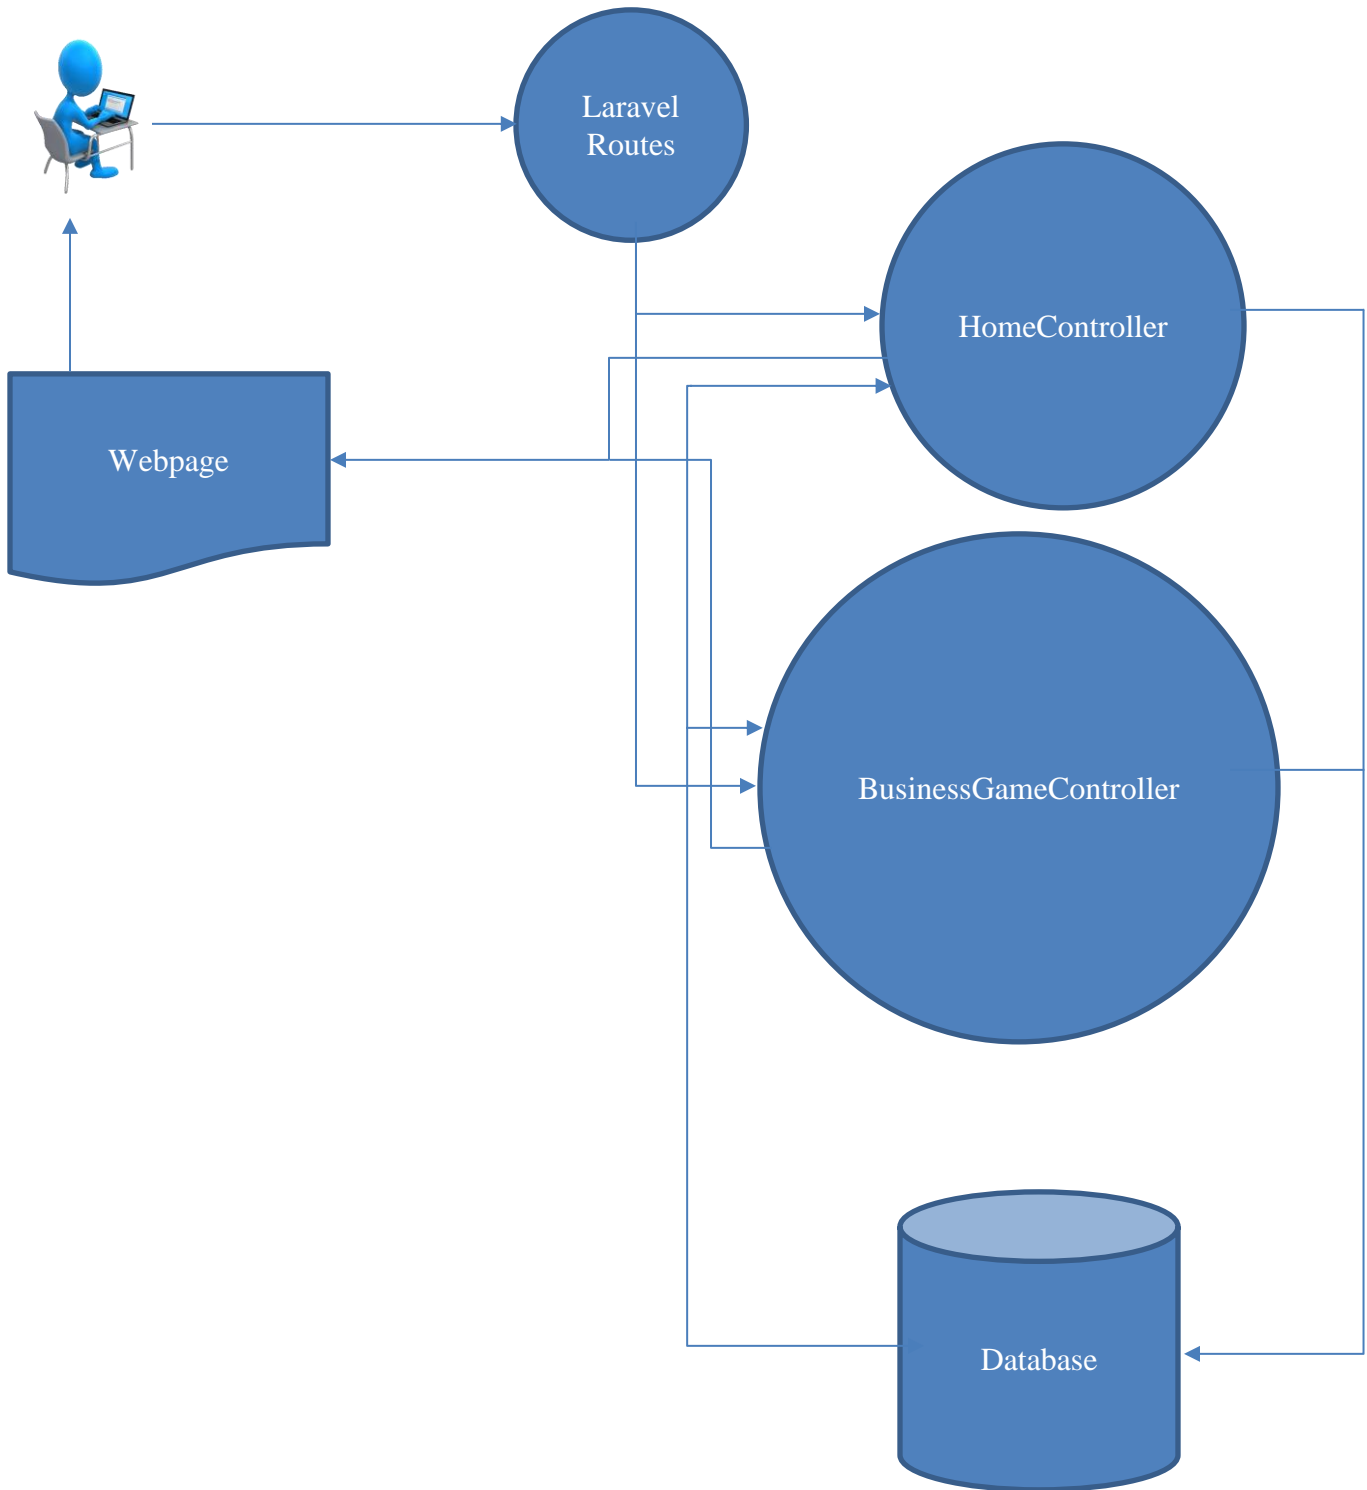 Laravel
Routes
HomeController
Webpage
BusinessGameController
Database